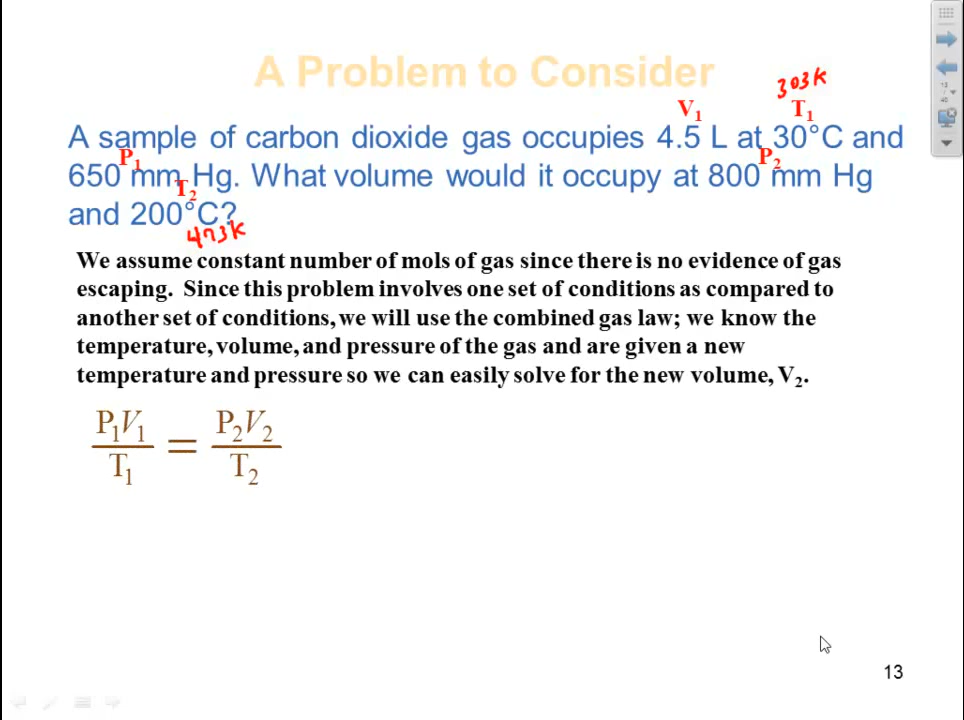 A Problem to Consider
303K
V1 T1
A sample of carbon dioxide gas occupies 4.5 L at 30°C and
P1 P2
650 mm Hg. What volume would it occupy at 800 mm Hg
T2
and 200°C?
473K
We assume constant number of mols of gas since there is no evidence of gas
escaping. Since this problem involves one set of conditions as compared to
another set of conditions, we will use the combined gas law; we know the
temperature, volume, and pressure of the gas and are given a new
temperature and pressure so we can easily solve for the new volume, V2.
P1V1 P2V2
=
T1 T2
13